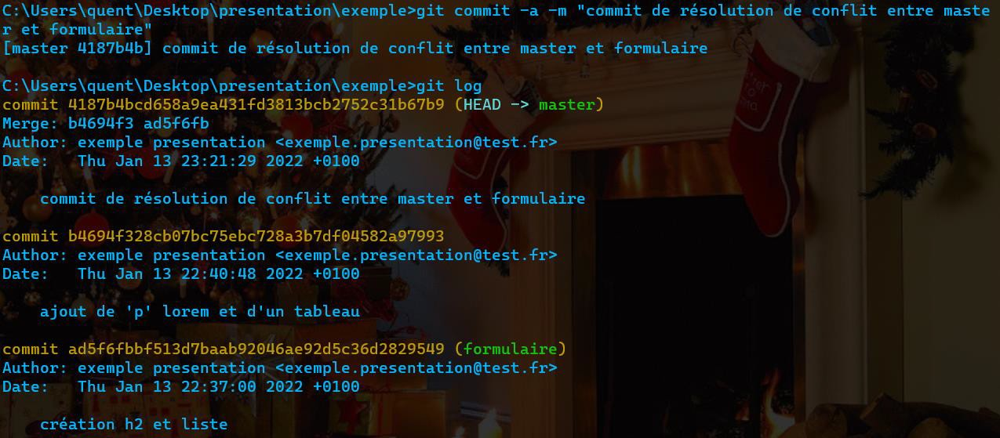 C:\Users\quent\Desktop\presentation\exemple>git commit -a -m "commit de résolution de conflit entre maste
r et formulaire"
[master 4187b4b] commit de résolution de conflit entre master et formulaire
C:\Users\quent\Desktop\presentation\exemple>git log
commit 4187b4bcd658a9ea431fd3813bcb2752c31b67b9 (HEAD -> master)
Merge: b4694f3 ad5f6fb
Author: exemple presentation <exemple.presentation@test.fr>
Date:   Thu Jan 13 23:21:29 2022 +0100
    commit de résolution de conflit entre master et formulaire
commit b4694f328cb07bc75ebc728a3b7df04582a97993
Author: exemple presentation <exemple.presentation@test.fr>
Date:   Thu Jan 13 22:40:48 2022 +0100
    ajout de 'p' lorem et d'un tableau
commit ad5f6fbbf513d7baab92046ae92d5c36d2829549 (formulaire)
Author: exemple presentation <exemple.presentation@test.fr>
Date:   Thu Jan 13 22:37:00 2022 +0100
    création h2 et liste